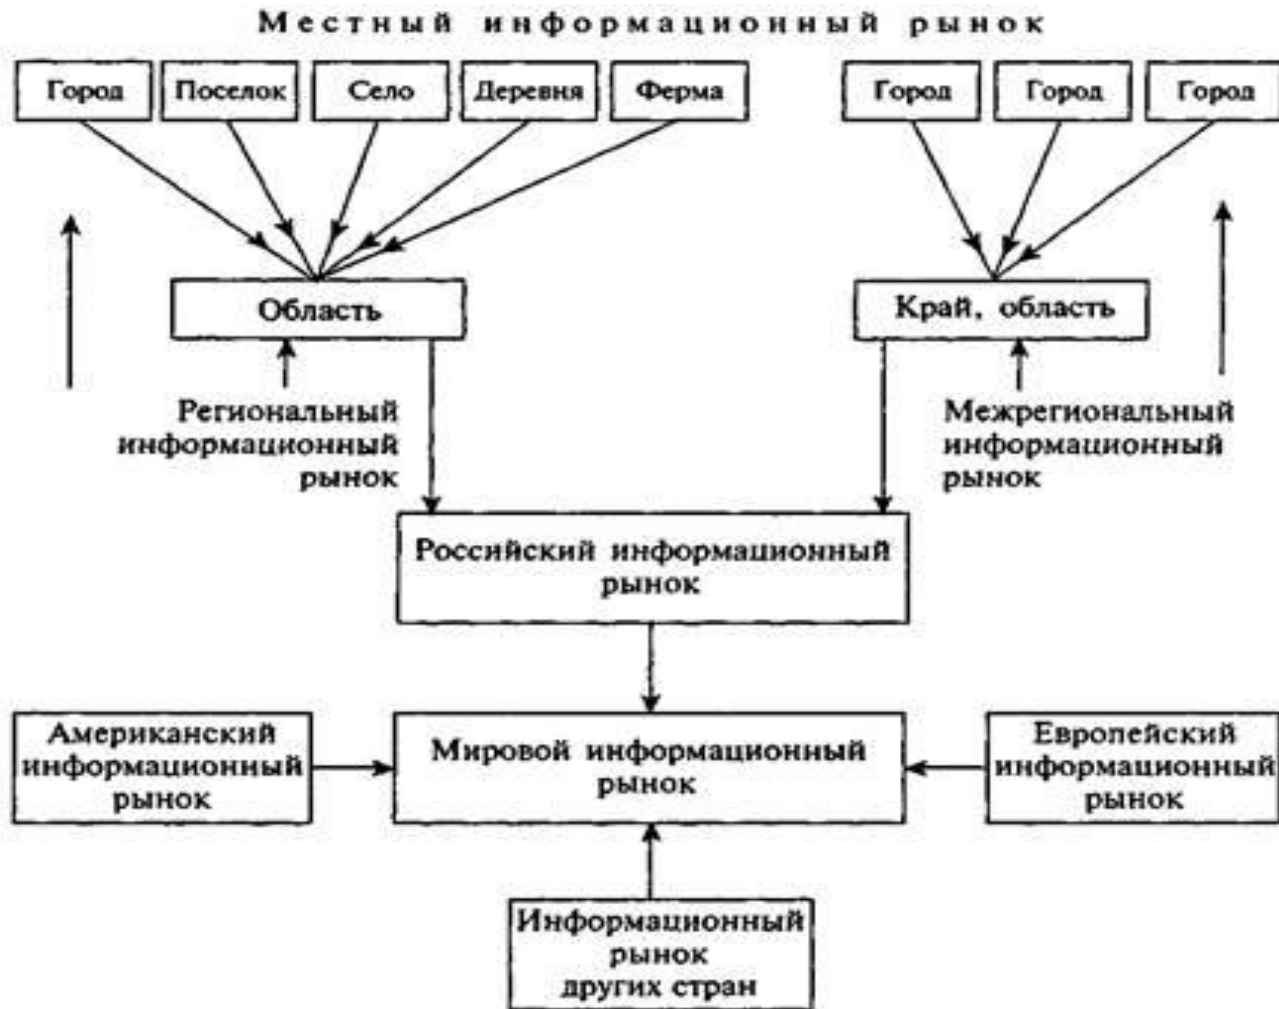 Местный информационный рынок
Город
Поселок
Село
Деревня
Ферма
Город
Город
Город
Область
Край, область
Региональный
информационный
рынок
Межрегиональный
информационный
рынок
Российский информационный
рынок
Американский
информационный
рынок
Мировой информационный
рынок
Европейский
информационный
рынок
Информационный
рынок
других стран